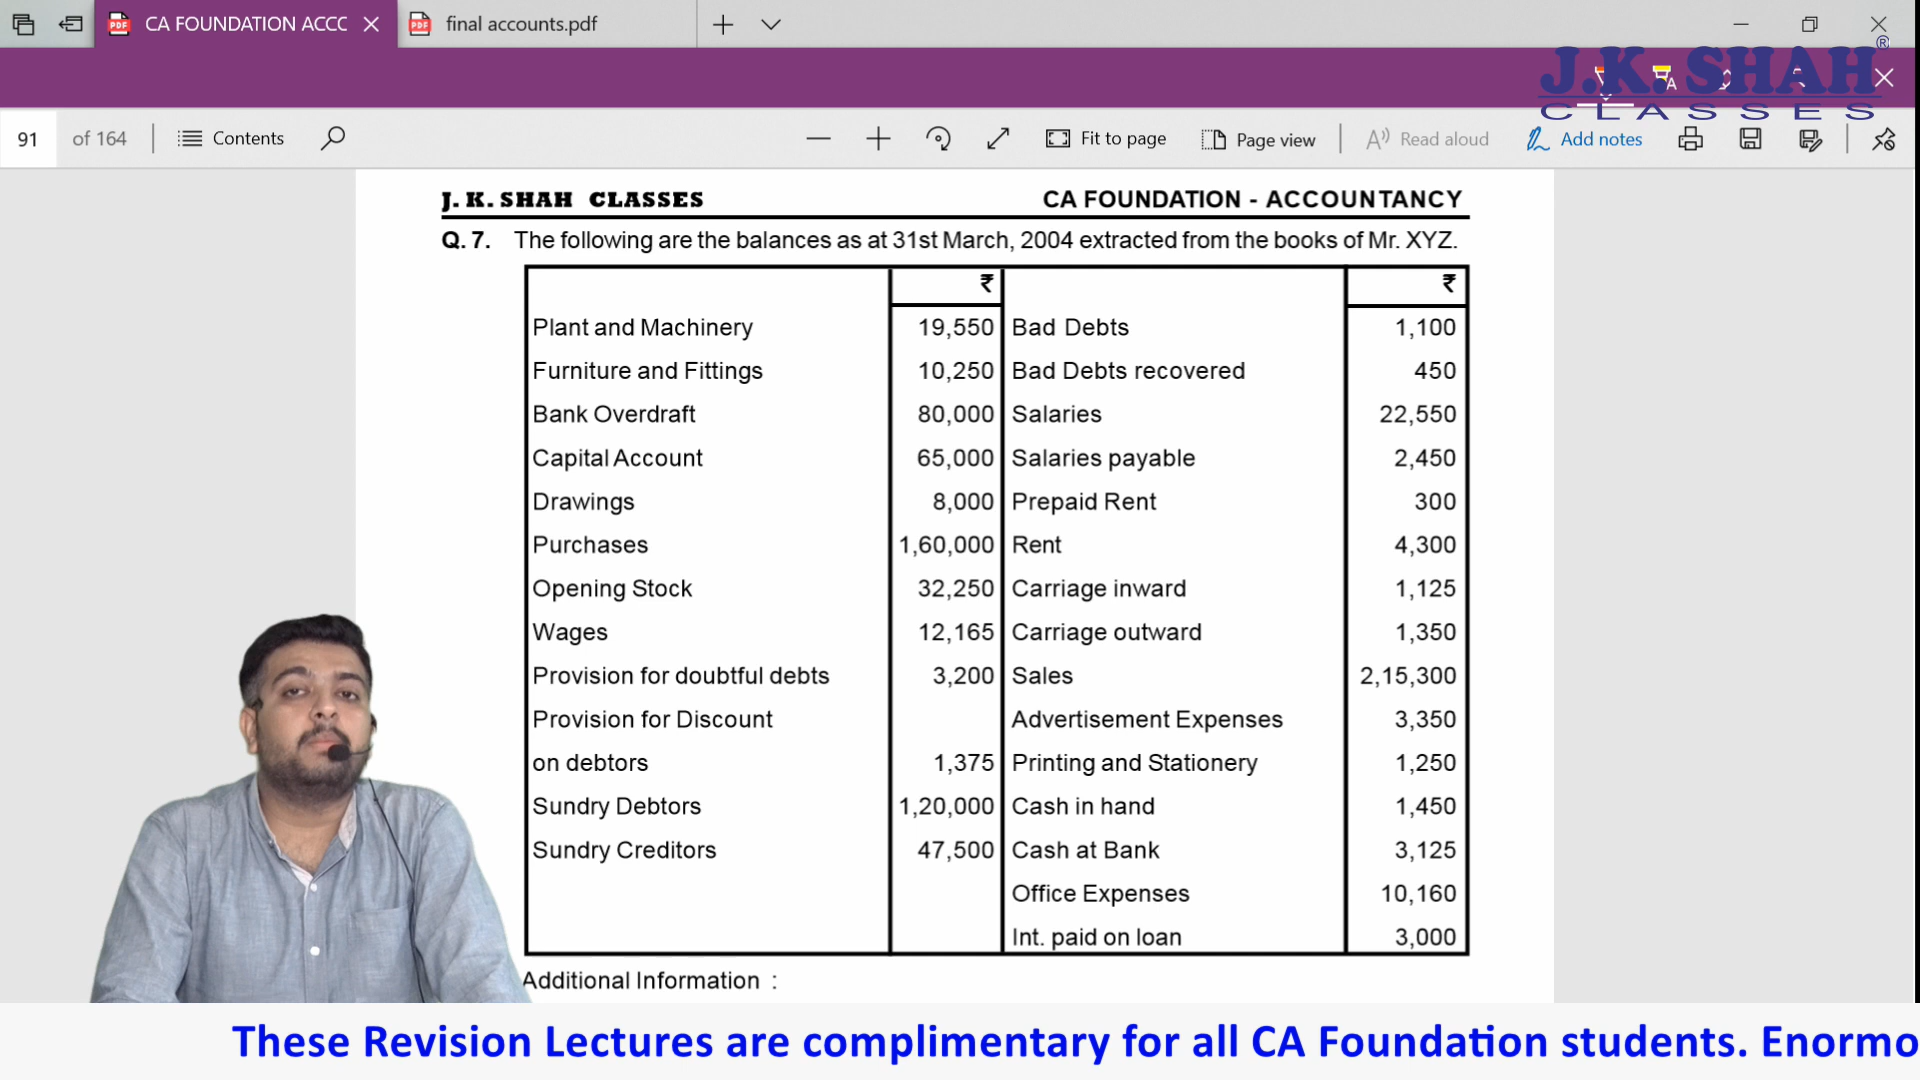 CA FOUNDATION ACCC
final accounts.pdf
J.K. SHAH®
CLASSES
91 of 164 Contents Fit to page Page view Read aloud Add notes
J. K. SHAH CLASSES CA FOUNDATION - ACCOUNTANCY
Q. 7. The following are the balances as at 31st March, 2004 extracted from the books of Mr. XYZ.
₹ ₹
Plant and Machinery 19,550 Bad Debts 1,100
Furniture and Fittings 10,250 Bad Debts recovered 450
Bank Overdraft 80,000 Salaries 22,550
Capital Account 65,000 Salaries payable 2,450
Drawings 8,000 Prepaid Rent 300
Purchases 1,60,000 Rent 4,300
Opening Stock 32,250 Carriage inward 1,125
Wages 12,165 Carriage outward 1,350
Provision for doubtful debts 3,200 Sales 2,15,300
Provision for Discount Advertisement Expenses 3,350
on debtors 1,375 Printing and Stationery 1,250
Sundry Debtors 1,20,000 Cash in hand 1,450
Sundry Creditors 47,500 Cash at Bank 3,125
Office Expenses 10,160
Int. paid on loan 3,000
Additional Information :
These Revision Lectures are complimentary for all CA Foundation students. Enormo